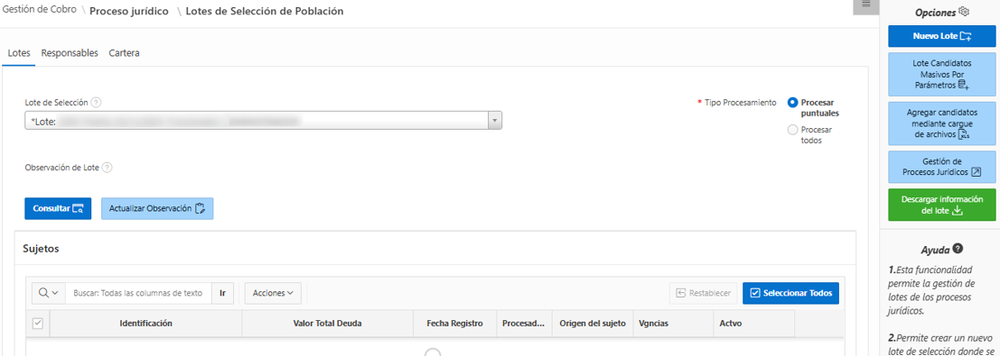 Gestión de Cobro \ Proceso jurídico \ Lotes de Selección de Población
Lotes Responsables Cartera
Lote de Selección
*Lote:
* Tipo Procesamiento
Procesar
puntuales
Procesar
todos
Observación de Lote
Consultar
Actualizar Observación
Sujetos
Buscar: Todas las columnas de texto
Ir
Acciones
Restablecer
Seleccionar Todos
Identificación
Valor Total Deuda
Fecha Registro
Procesad...
Origen del sujeto
Vgncias
Actvo
Opciones
Nuevo Lote
Lote Candidatos
Masivos Por
Parámetros
Agregar candidatos
mediante cargue
de archivos
Gestión de
Procesos Jurídicos
Descargar información
del lote
Ayuda
1.Esta funcionalidad
permite la gestión de
lotes de los procesos
jurídicos.
2.Permite crear un nuevo
lote de selección donde se